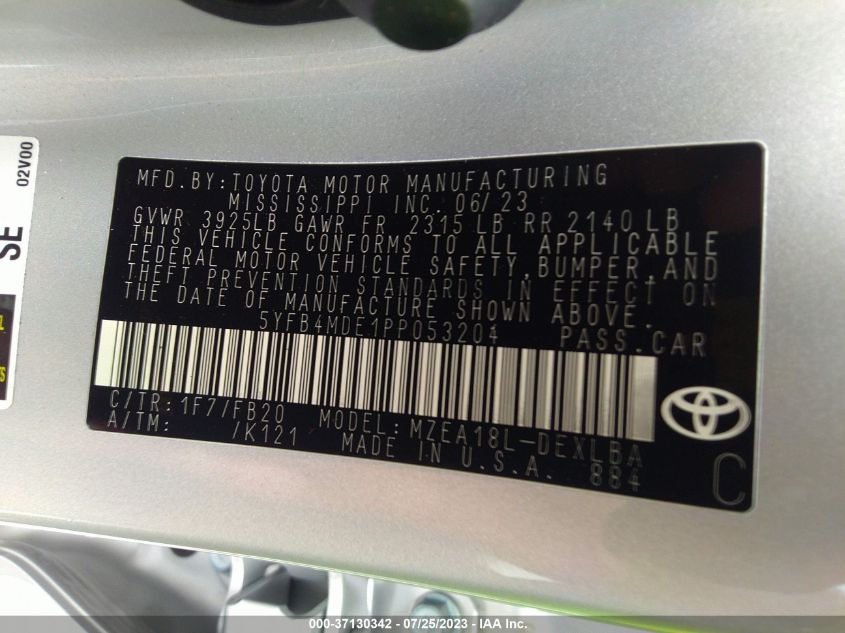 MFD.BY:TOYOTA MOTOR MANUFACTURING
MISSISSIPPI INC. 06/23
GVWR 3925LB GAWR FR 2315 LB RR 2140 LB
THIS VEHICLE CONFORMS TO ALL APPLICABLE
FEDERAL MOTOR VEHICLE SAFETY,BUMPER,AND
THEFT PREVENTION STANDARDS IN EFFECT ON
THE DATE OF MANUFACTURE SHOWN ABOVE.
5YFB4MDE1PP053204 PASS.CAR
C/TR:1F7/FB20 MODEL:MZEA18L-DEXLBA
A/TM: /K121 MADE IN U.S.A. 884
C
02V00
SE
000-37130342 - 07/25/2023 - © IAA Inc.